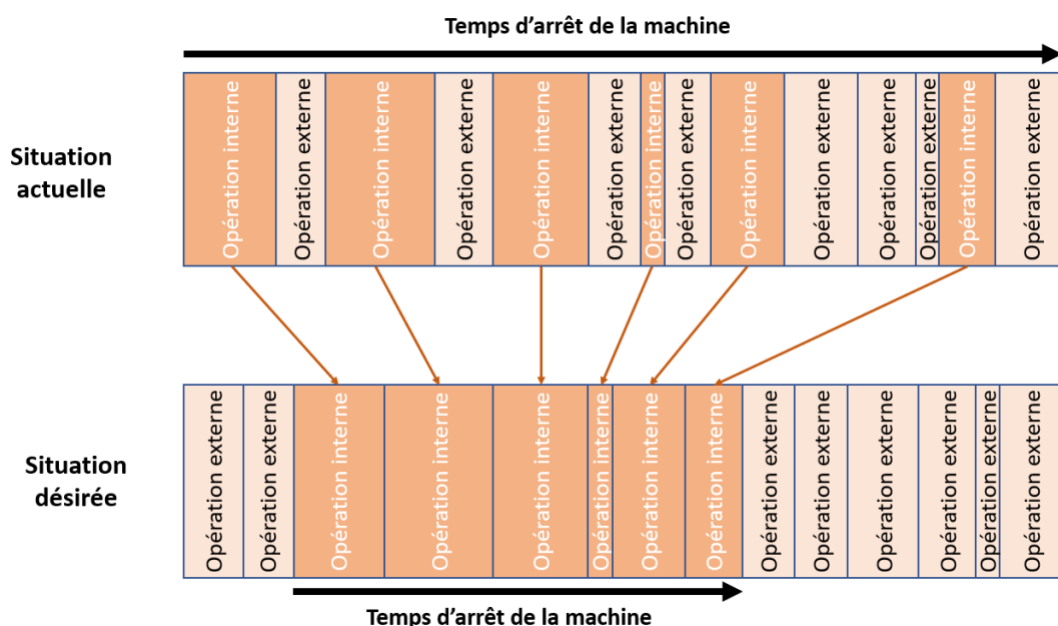 Temps d'arrêt de la machine
Situation
actuelle
Opération interne
Opération externe
Opération interne
Opération externe
Opération interne
Opération externe
Opération interne
Opération externe
Opération interne
Opération externe
Opération externe
Opération externe
Opération interne
Opération externe
Situation
désirée
Opération externe
Opération externe
Opération interne
Opération interne
Opération interne
Opération interne
Opération interne
Opération interne
Opération externe
Opération externe
Opération externe
Opération externe
Opération externe
Opération externe
Temps d'arrêt de la machine